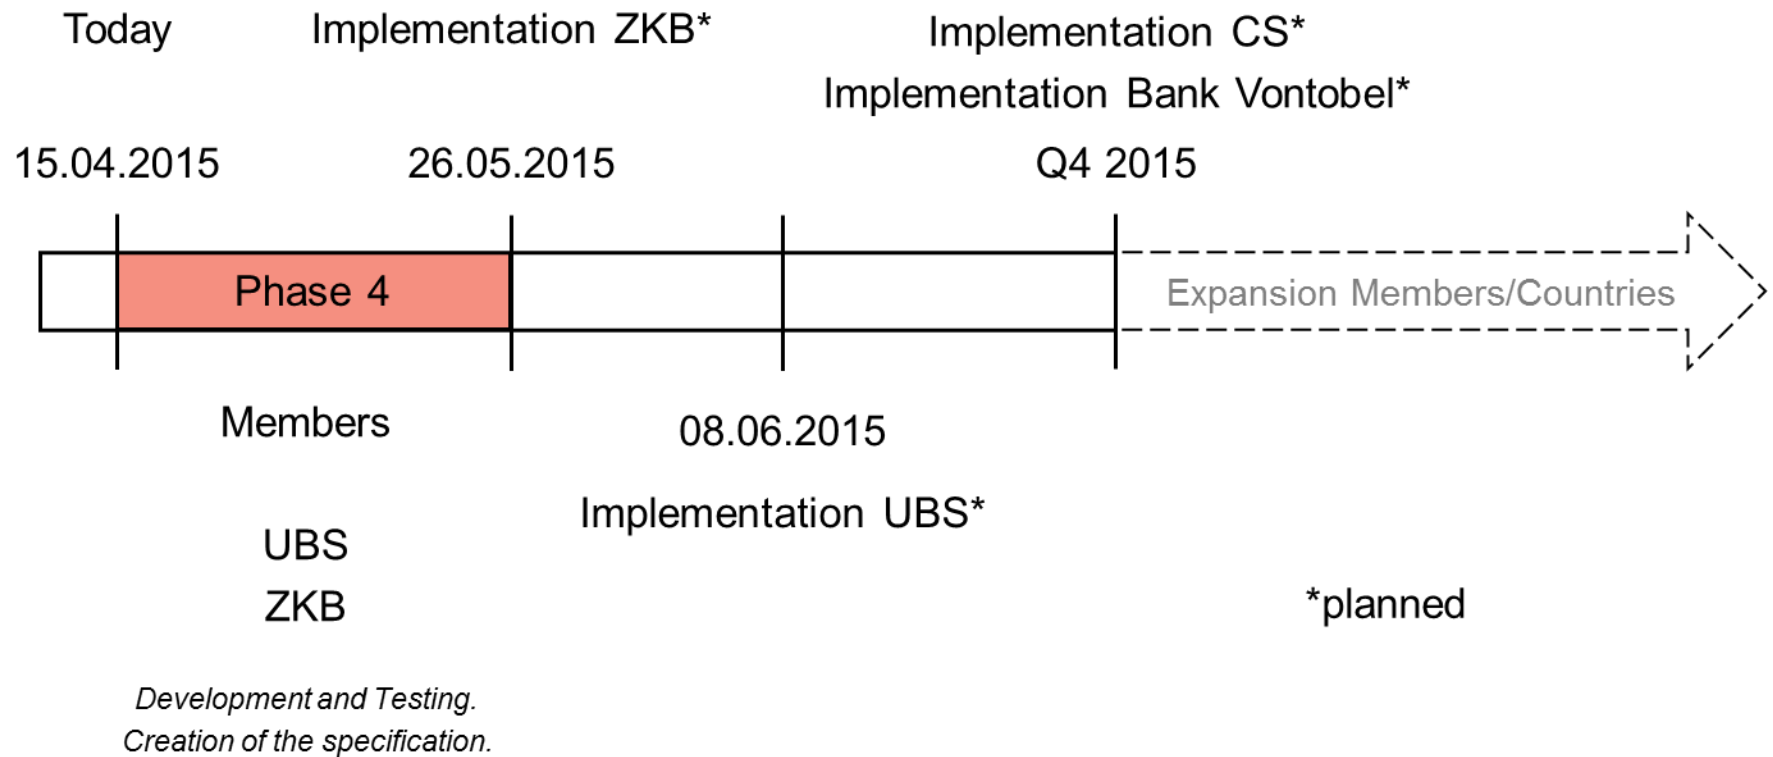 Today
Implementation ZKB*
Implementation CS*
Implementation Bank Vontobel*
15.04.2015
26.05.2015
Q4 2015
Phase 4
Expansion Members/Countries
Members
08.06.2015
Implementation UBS*
UBS
ZKB
*planned
Development and Testing.
Creation of the specification.